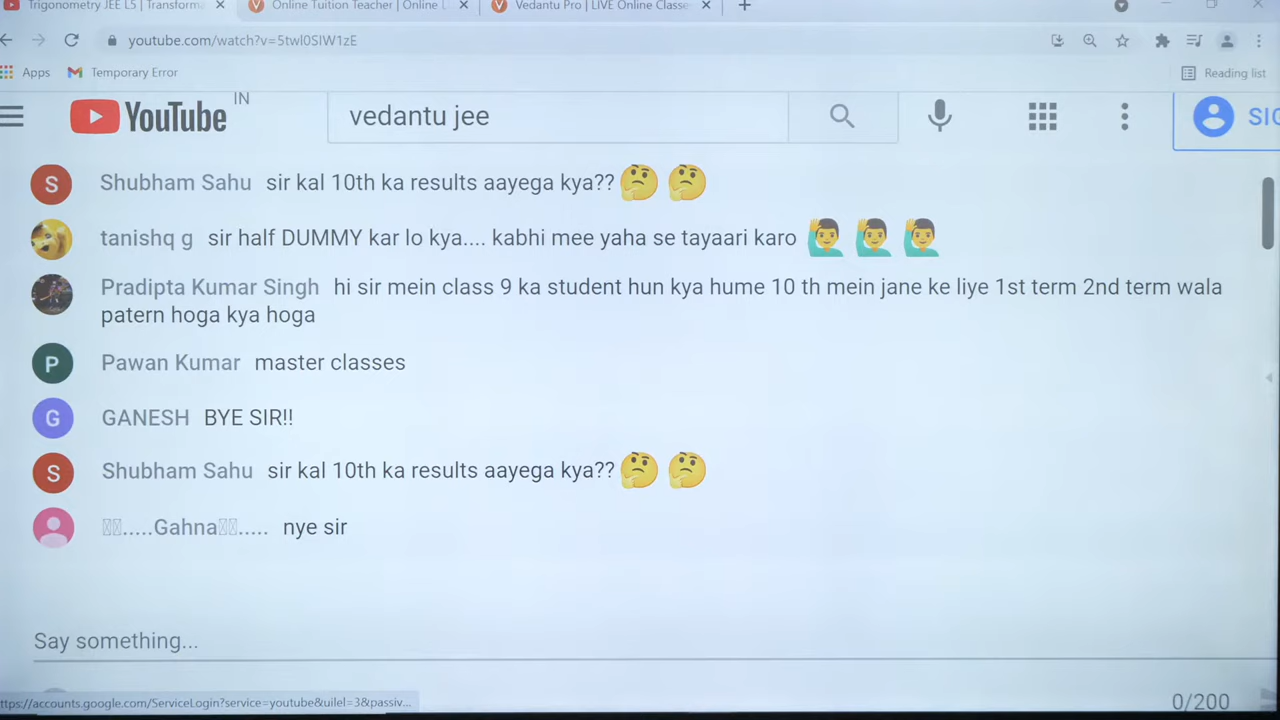 Trigonometry JEE L5 | Transforma
Online Tuition Teacher | Online L
Vedantu Pro | LIVE Online Classe
youtube.com/watch?v=5twl0SIW1zE
Apps
Temporary Error
Reading list
YouTube IN
vedantu jee
SIG
Shubham Sahu sir kal 10th ka results aayega kya??🤔🤔
tanishq g sir half DUMMY kar lo kya.... kabhi mee yaha se tayaari karo 🙋‍♂️🙋‍♂️🙋‍♂️
Pradipta Kumar Singh hi sir mein class 9 ka student hun kya hume 10 th mein jane ke liye 1st term 2nd term wala
patern hoga kya hoga
Pawan Kumar master classes
GANESH BYE SIR!!
Shubham Sahu sir kal 10th ka results aayega kya??🤔🤔
.....Gahna..... nye sir
Say something...
ttps://accounts.google.com/ServiceLogin?service=youtube&uilel=3&passiv...
0/200